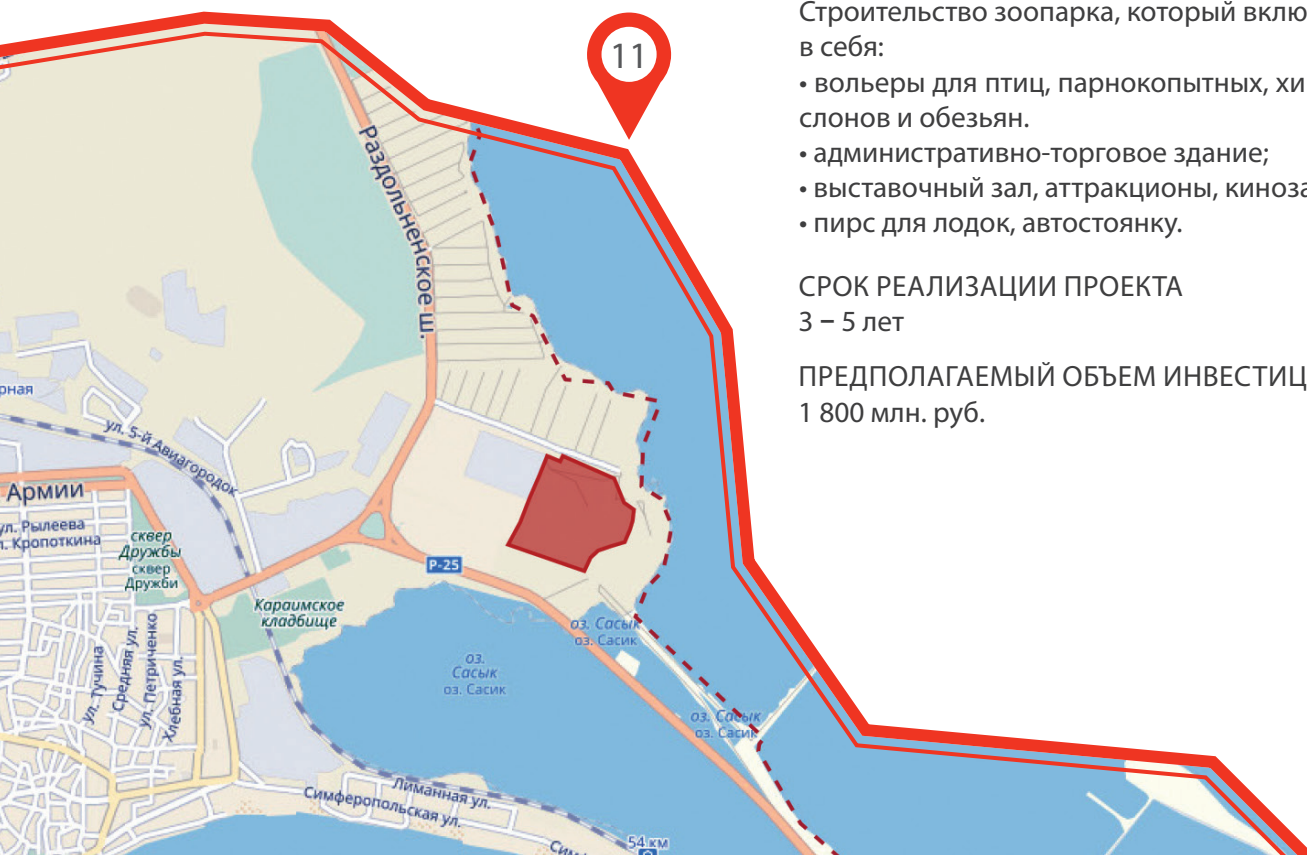 Строительство зоопарка, который вклю
в себя:
• вольеры для птиц, парнокопытных, хи
слонов и обезьян.
• административно-торговое здание;
• выставочный зал, аттракционы, киноза
• пирс для лодок, автостоянку.
СРОК РЕАЛИЗАЦИИ ПРОЕКТА
3 – 5 лет
ПРЕДПОЛАГАЕМЫЙ ОБЪЕМ ИНВЕСТИЦ
1 800 млн. руб.
11
Раздольненское ш.
рная
ул. 5-й Авиагородок
Армии
ул. Рылеева
л. Кропоткина
сквер
Дружбы
сквер
Дружби
Р-25
Караимское
кладбище
оз. Сасык
оз. Сасик
оз.
Сасык
оз. Сасик
оз. Сасык
оз. Сасик
ул. Тучина
Средняя ул.
ул. Петриченко
Хлебная ул.
Лиманная ул.
Симферопольская ул.
54 км